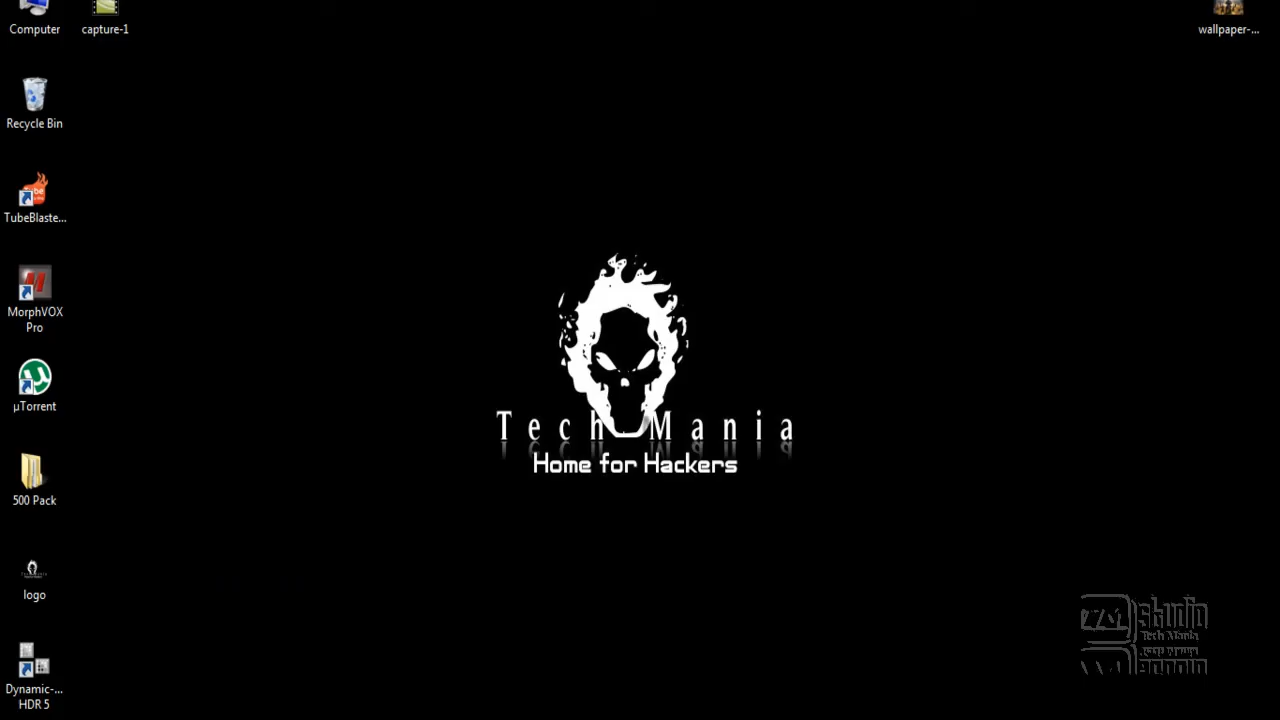 Computer
capture-1
wallpaper-...
Recycle Bin
TubeBlaste...
MorphVOX
Pro
µTorrent
500 Pack
logo
Dynamic-...
HDR 5
Tech Mania
Home for Hackers
studio
Tech Mania